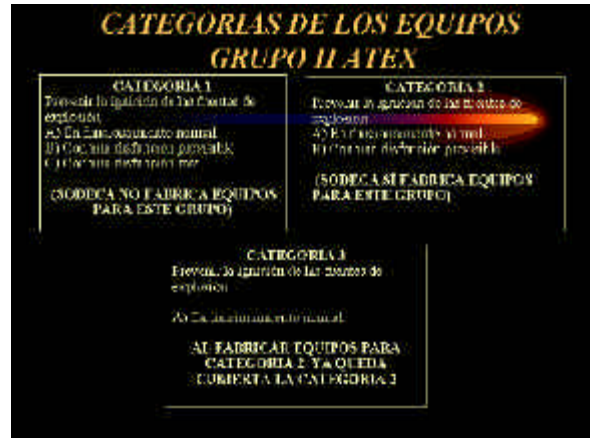 CATEGORIAS DE LOS EQUIPOS
GRUPO II ATEX
CATEGORIA 1
Prevenir la ignición de las fuentes de
explosión
A) En funcionamiento normal
B) Con una disfunción previsible
C) Con una disfunción
(SODECA NO FABRICA EQUIPOS
PARA ESTE GRUPO)
CATEGORIA 2
Prevenir la ignición de las fuentes de
explosión
A) En funcionamiento normal
B) Con una disfunción previsible
(SODECA SÍ FABRICA EQUIPOS
PARA ESTE GRUPO)
CATEGORIA 3
Prevenir la ignición de las fuentes de
explosión
A) En funcionamiento normal
AL FABRICAR EQUIPOS PARA
CATEGORIA 2 YA QUEDA
CUBIERTA LA CATEGORIA 3